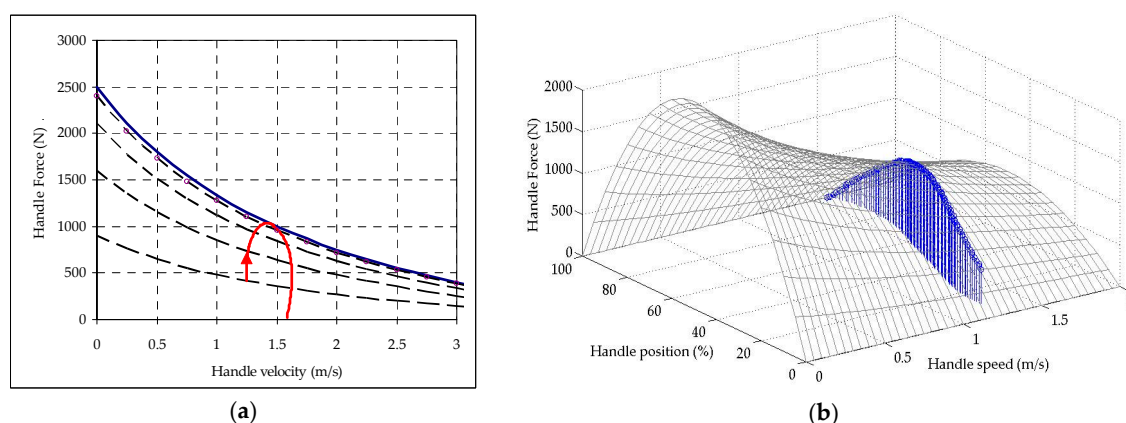 3000
2500
2000
1500
1000
500
0
Handle Force (N)
0 0.5 1 1.5 2 2.5 3
Handle velocity (m/s)
(a)
2000
1500
1000
500
0
Handle Force (N)
100 80 60 40 20 0
Handle position (%)
0 0.5 1 1.5
Handle speed (m/s)
(b)